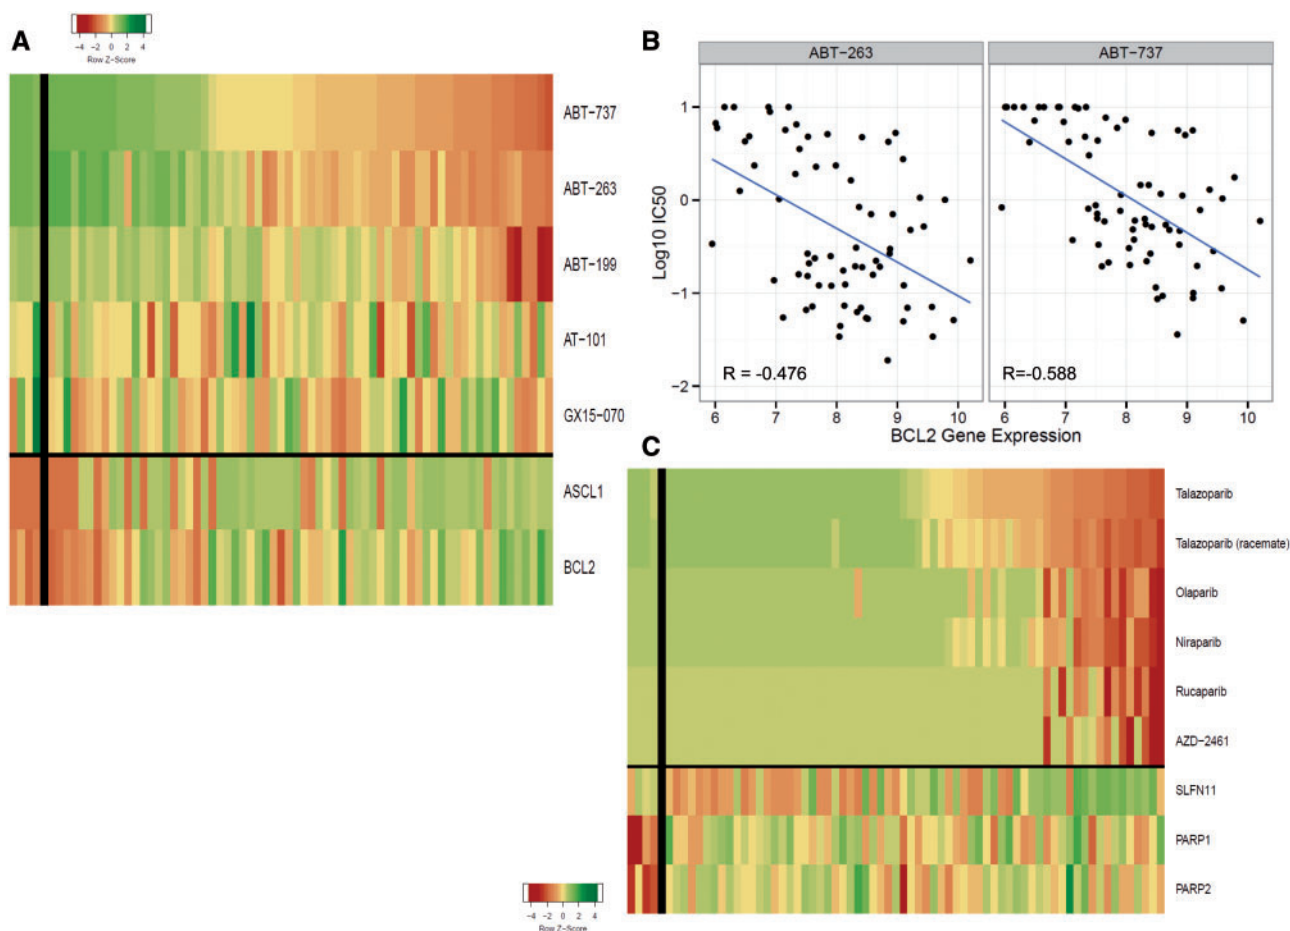 A
−4 −2 0 2 4
Row Z−Score
ABT−737
ABT−263
ABT−199
AT−101
GX15−070
ASCL1
BCL2
B
ABT−263
ABT−737
Log10 IC50
1
0
−1
−2
R = -0.476
R=-0.588
6 7 8 9 10
6 7 8 9 10
BCL2 Gene Expression
C
Talazoparib
Talazoparib (racemate)
Olaparib
Niraparib
Rucaparib
AZD−2461
SLFN11
PARP1
PARP2
−4 −2 0 2 4
Row Z−Score